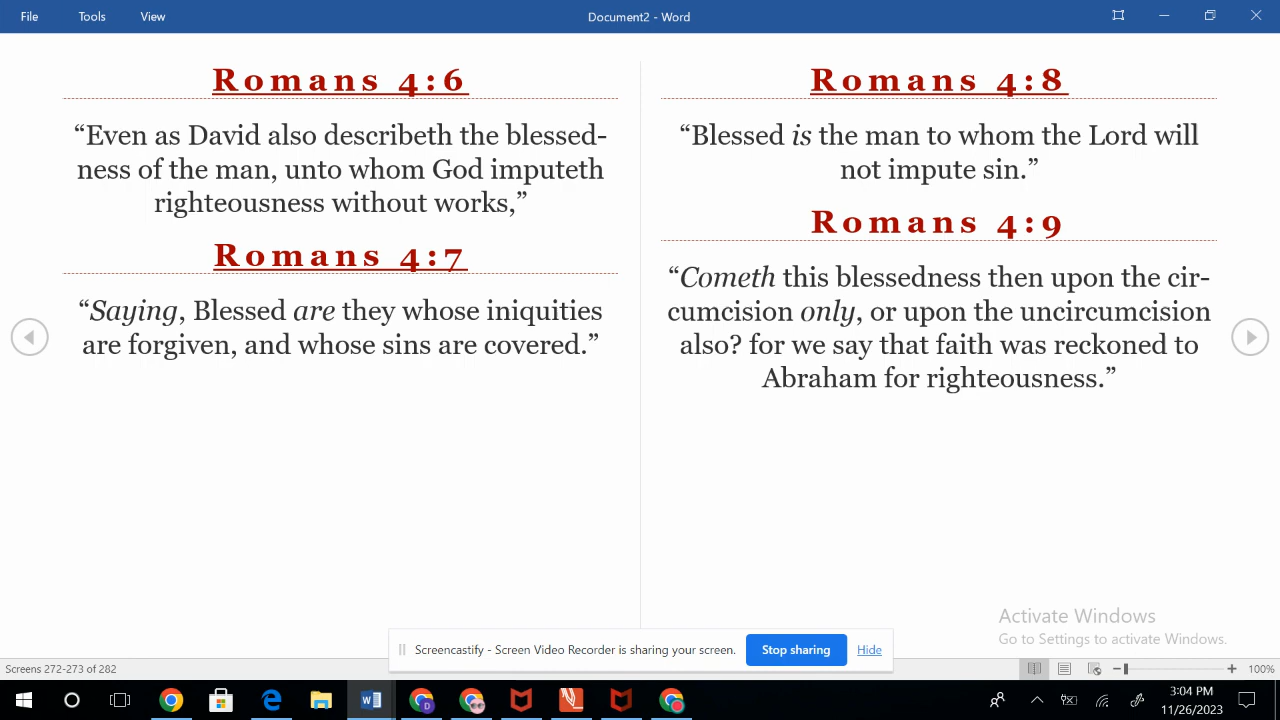 File Tools View Document2 - Word
Romans 4:6
“Even as David also describeth the blessed-
ness of the man, unto whom God imputeth
righteousness without works,”
Romans 4:7
“Saying, Blessed are they whose iniquities
are forgiven, and whose sins are covered.”
Romans 4:8
“Blessed is the man to whom the Lord will
not impute sin.”
Romans 4:9
“Cometh this blessedness then upon the cir-
cumcision only, or upon the uncircumcision
also? for we say that faith was reckoned to
Abraham for righteousness.”
Activate Windows
Go to Settings to activate Windows.
Screencastify - Screen Video Recorder is sharing your screen. Stop sharing Hide
Screens 272-273 of 282 100%
3:04 PM
11/26/2023